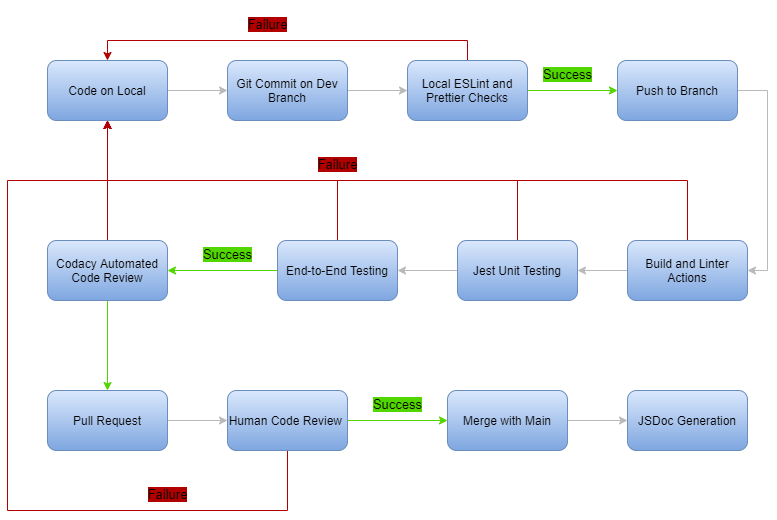 Failure
Code on Local
Git Commit on Dev
Branch
Local ESLint and
Prettier Checks
Success
Push to Branch
Failure
Codacy Automated
Code Review
Success
End-to-End Testing
Jest Unit Testing
Build and Linter
Actions
Pull Request
Human Code Review
Success
Merge with Main
JSDoc Generation
Failure